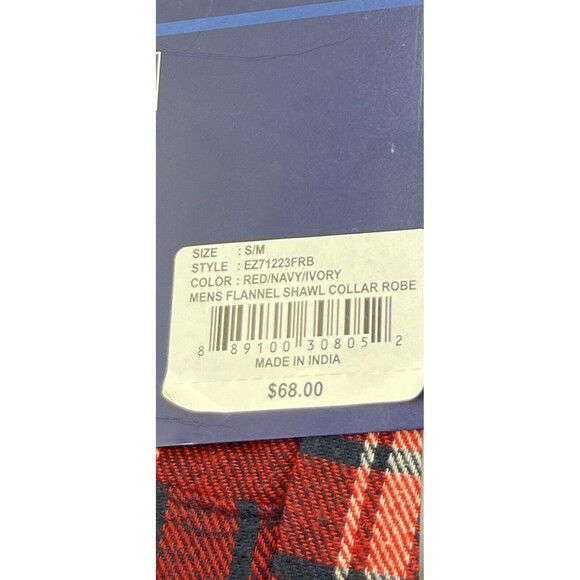 SIZE : S/M
STYLE : EZ71223FRB
COLOR : RED/NAVY/IVORY
MENS FLANNEL SHAWL COLLAR ROBE
8 89100 30805 2
MADE IN INDIA
$68.00